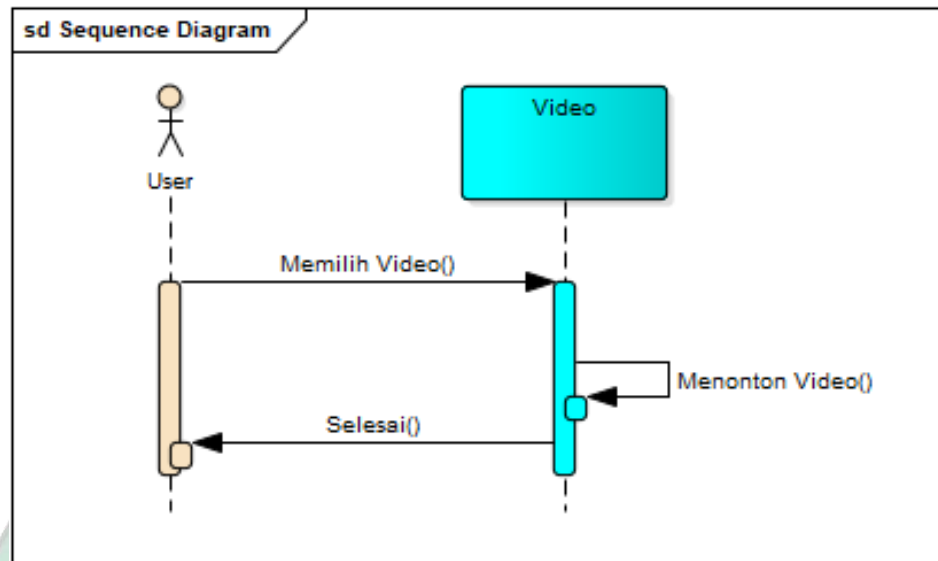 sd Sequence Diagram
User
Video
Memilih Video()
Menonton Video()
Selesai()